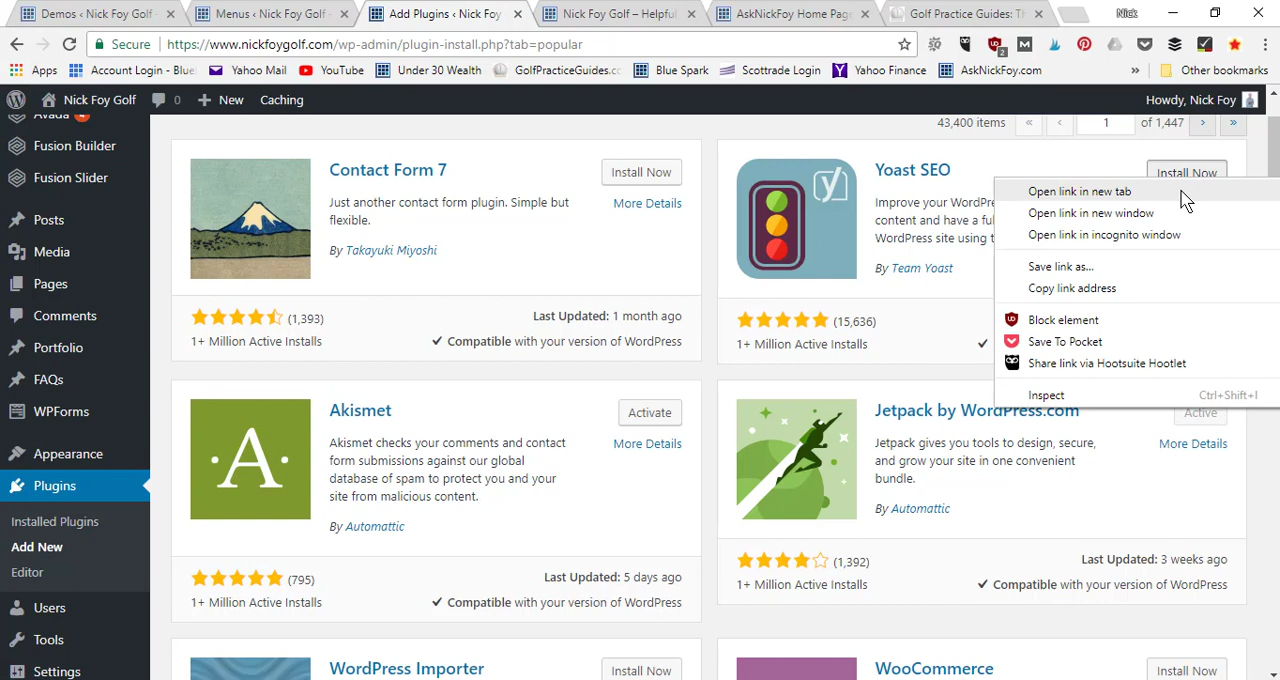 Demos ‹ Nick Foy Golf -
Menus ‹ Nick Foy Golf -
Add Plugins ‹ Nick Foy
Nick Foy Golf – Helpful
AskNickFoy Home Page
Golf Practice Guides: Th
Nick
Secure
https://www.nickfoygolf.com/wp-admin/plugin-install.php?tab=popular
Apps
Account Login - Blue
Yahoo Mail
YouTube
Under 30 Wealth
GolfPracticeGuides.cc
Blue Spark
Scottrade Login
Yahoo Finance
AskNickFoy.com
»
Other bookmarks
Nick Foy Golf
0
New
Caching
Howdy, Nick Foy
Avada 4
Fusion Builder
Fusion Slider
Posts
Media
Pages
Comments
Portfolio
FAQs
WPForms
Appearance
Plugins
Installed Plugins
Add New
Editor
Users
Tools
Settings
43,400 items
«
‹
1
of 1,447
›
»
Contact Form 7
Install Now
More Details
Just another contact form plugin. Simple but
flexible.
By Takayuki Miyoshi
(1,393)
Last Updated: 1 month ago
1+ Million Active Installs
Compatible with your version of WordPress
Yoast SEO
Install Now
Improve your WordPr
content and have a ful
WordPress site using t
By Team Yoast
(15,636)
1+ Million Active Installs
Open link in new tab
Open link in new window
Open link in incognito window
Save link as...
Copy link address
Block element
Save To Pocket
Share link via Hootsuite Hootlet
Inspect
Ctrl+Shift+I
·A·
Akismet
Activate
More Details
Akismet checks your comments and contact
form submissions against our global
database of spam to protect you and your
site from malicious content.
By Automattic
(795)
Last Updated: 5 days ago
1+ Million Active Installs
Compatible with your version of WordPress
Jetpack by WordPress.com
Active
More Details
Jetpack gives you tools to design, secure,
and grow your site in one convenient
bundle.
By Automattic
(1,392)
Last Updated: 3 weeks ago
1+ Million Active Installs
Compatible with your version of WordPress
WordPress Importer
Install Now
WooCommerce
Install Now